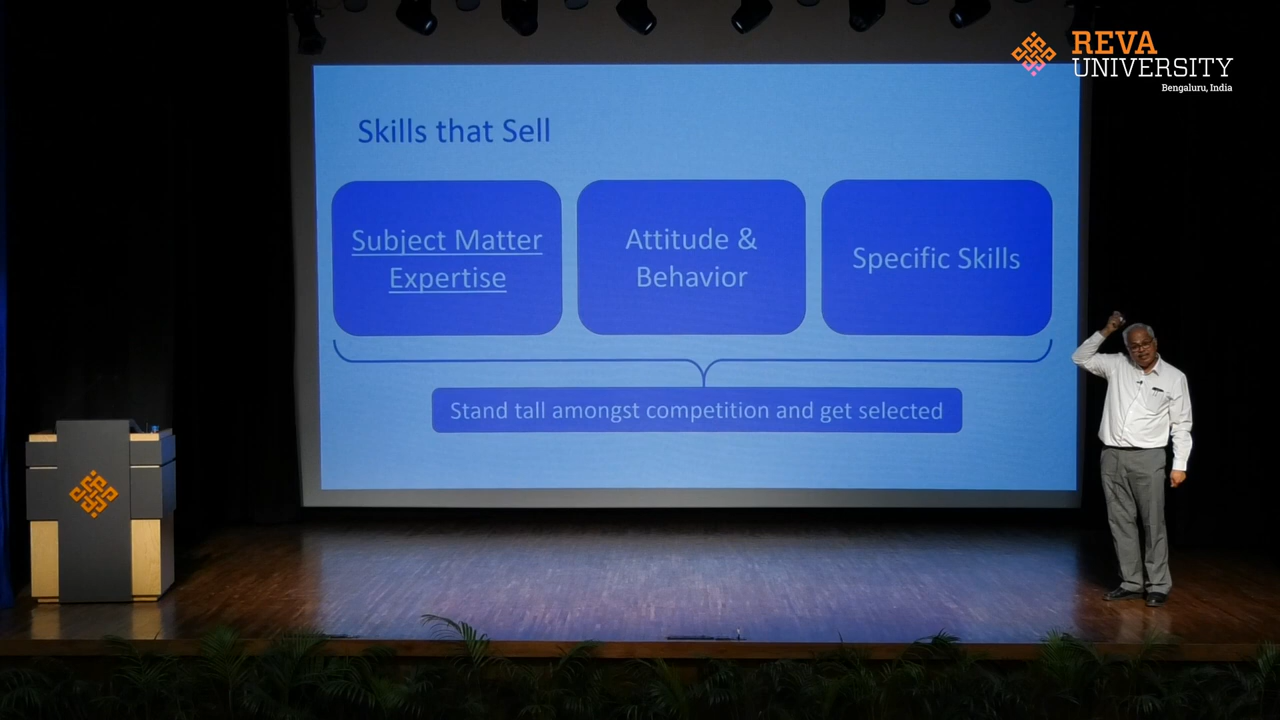 REVA
UNIVERSITY
Bengaluru, India
Skills that Sell
Subject Matter
Expertise
Attitude &
Behavior
Specific Skills
Stand tall amongst competition and get selected